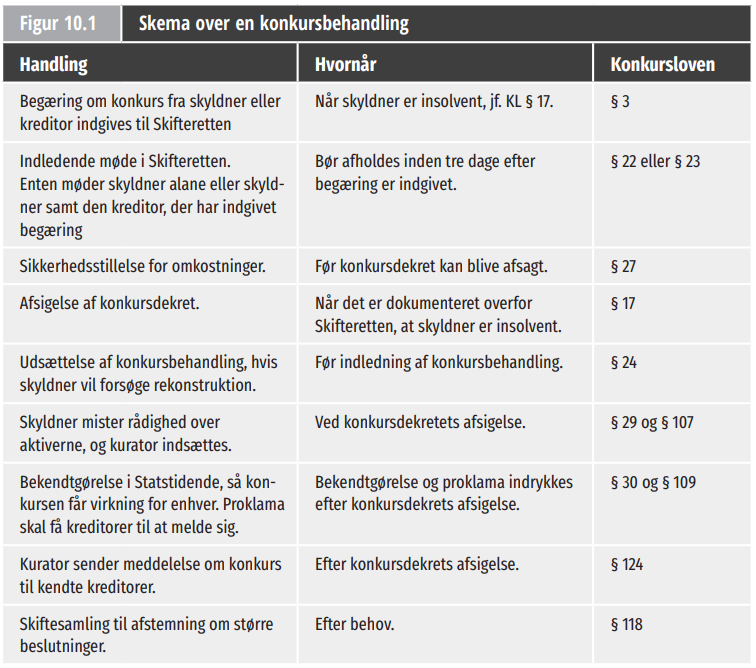 Figur 10.1 Skema over en konkursbehandling
Handling Hvornår Konkursloven
Begæring om konkurs fra skyldner eller Når skyldner er insolvent, jf. KL § 17. § 3
kreditor indgives til Skifteretten
Indledende møde i Skifteretten. Bør afholdes inden tre dage efter § 22 eller § 23
Enten møder skyldner alane eller skyld- begæring er indgivet.
ner samt den kreditor, der har indgivet
begæring
Sikkerhedsstillelse for omkostninger. Før konkursdekret kan blive afsagt. § 27
Afsigelse af konkursdekret. Når det er dokumenteret overfor § 17
Skifteretten, at skyldner er insolvent.
Udsættelse af konkursbehandling, hvis Før indledning af konkursbehandling. § 24
skyldner vil forsøge rekonstruktion.
Skyldner mister rådighed over Ved konkursdekretets afsigelse. § 29 og § 107
aktiverne, og kurator indsættes.
Bekendtgørelse i Statstidende, så kon- Bekendtgørelse og proklama indrykkes § 30 og § 109
kursen får virkning for enhver. Proklama efter konkursdekrets afsigelse.
skal få kreditorer til at melde sig.
Kurator sender meddelelse om konkurs Efter konkursdekrets afsigelse. § 124
til kendte kreditorer.
Skiftesamling til afstemning om større Efter behov. § 118
beslutninger.